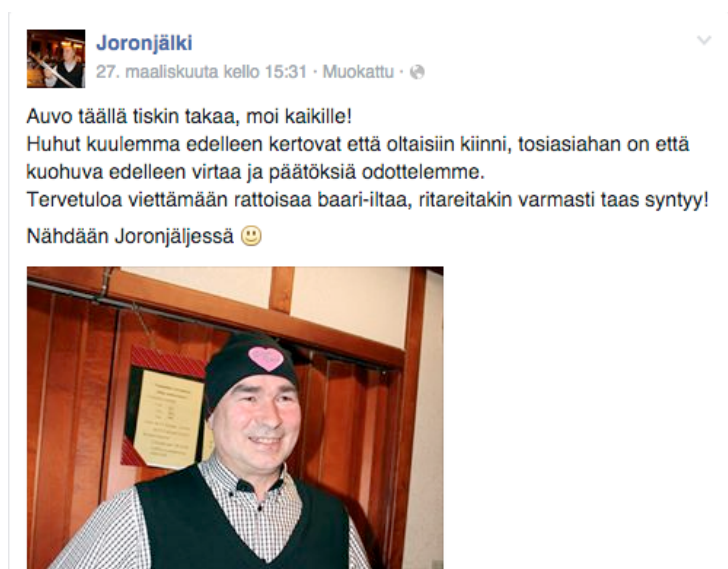 Joronjälki
27. maaliskuuta kello 15:31 · Muokattu ·
Auvo täällä tiskin takaa, moi kaikille!
Huhut kuulemma edelleen kertovat että oltaisiin kiinni, tosiasiahan on että
kuohuva edelleen virtaa ja päätöksiä odottelemme.
Tervetuloa viettämään rattoisaa baari-iltaa, ritareitakin varmasti taas syntyy!
Nähdään Joronjäljessä